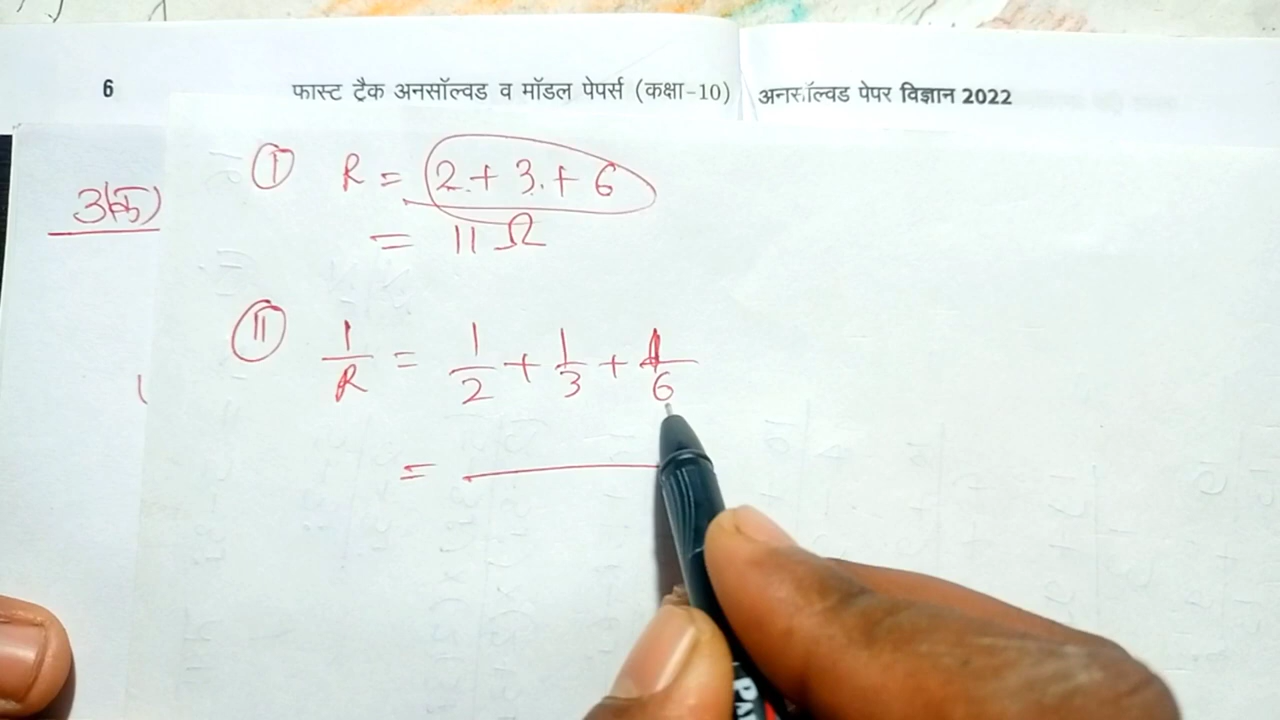 6 फास्ट ट्रैक अनसॉल्वड व मॉडल पेपर्स (कक्षा-10) अनसॉल्वड पेपर विज्ञान 2022
3(क)
(I) R = 2 + 3 + 6
= 11 Ω
(II) 1/R = 1/2 + 1/3 + 1/6
=